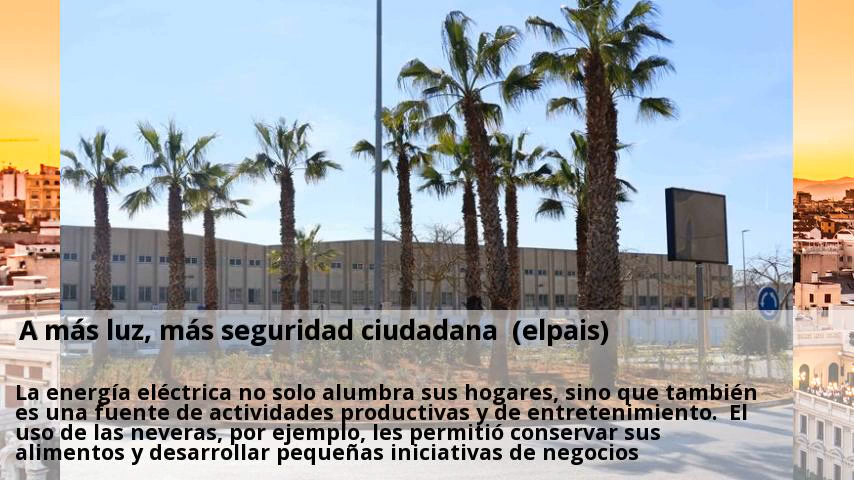 A más luz, más seguridad ciudadana  (elpais)
La energía eléctrica no solo alumbra sus hogares, sino que también
es una fuente de actividades productivas y de entretenimiento.  El
uso de las neveras, por ejemplo, les permitió conservar sus
alimentos y desarrollar pequeñas iniciativas de negocios